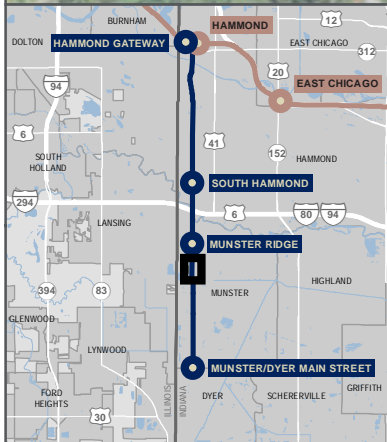 BURNHAM
HAMMOND
12
DOLTON
HAMMOND GATEWAY
EAST CHICAGO
312
20
EAST CHICAGO
94
6
41
152
HAMMOND
SOUTH
HOLLAND
SOUTH HAMMOND
294
6
80
94
LANSING
MUNSTER RIDGE
HIGHLAND
394
83
MUNSTER
GLENWOOD
LYNWOOD
MUNSTER/DYER MAIN STREET
ILLINOIS
INDIANA
FORD
HEIGHTS
DYER
SCHERERVILLE
GRIFFITH
30